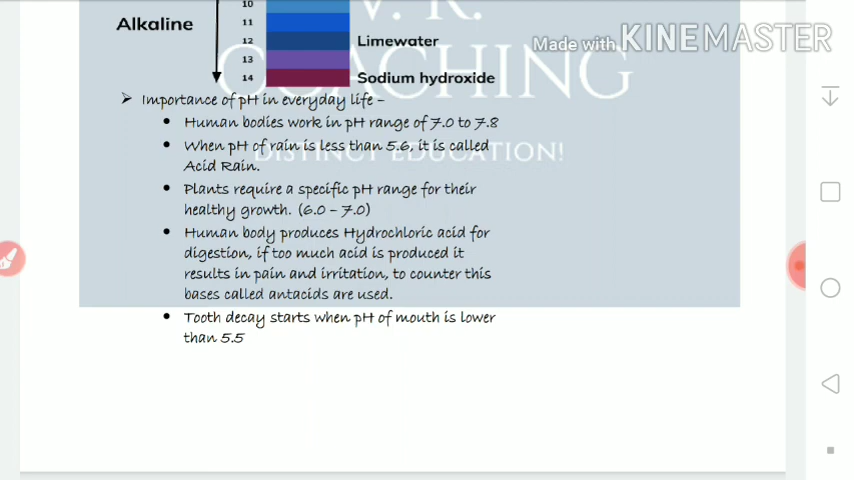 10
V. K.
11
Alkaline
12
Limewater
Made with KINEMASTER
COACHING
13
14
Sodium hydroxide
➤ Importance of pH in everyday life –
• Human bodies work in pH range of 7.0 to 7.8
• When pH of rain is less than 5.6, it is called
DISTINCT EDUCATION!
Acid Rain.
• Plants require a specific pH range for their
healthy growth. (6.0 – 7.0)
• Human body produces Hydrochloric acid for
digestion, if too much acid is produced it
results in pain and irritation, to counter this
bases called antacids are used.
• Tooth decay starts when pH of mouth is lower
than 5.5